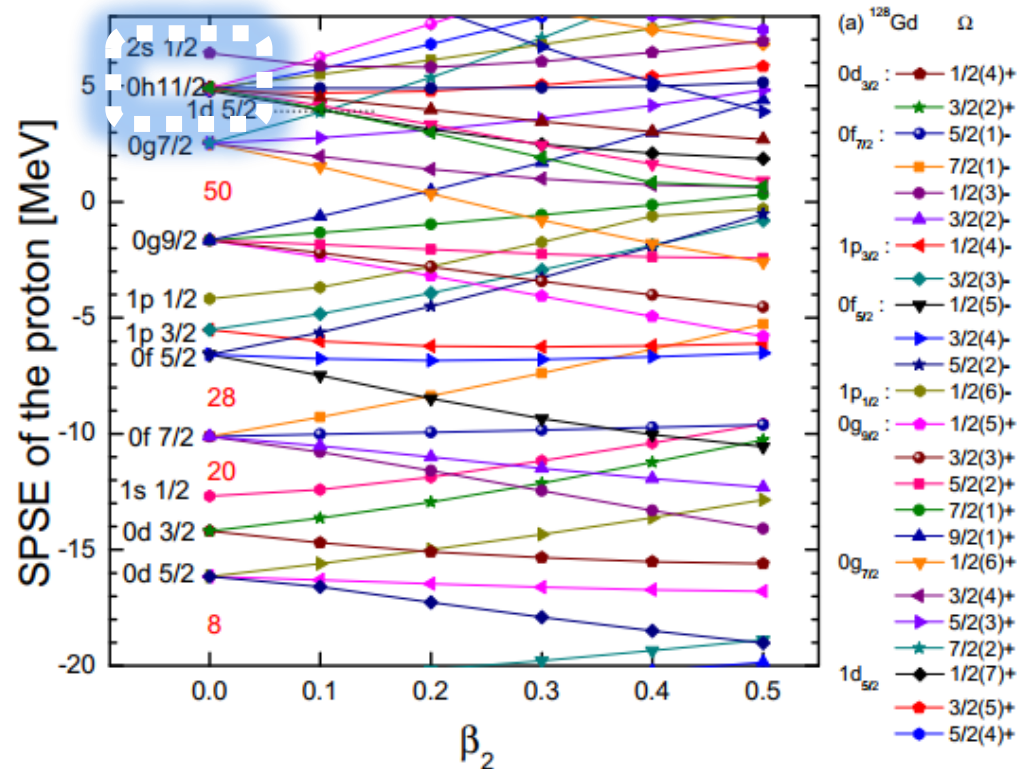 SPSE of the proton [MeV]
5
0
-5
-10
-15
-20
2s 1/2
0h11/2
1d 5/2
0g7/2
50
0g9/2
1p 1/2
1p 3/2
0f 5/2
28
0f 7/2
20
1s 1/2
0d 3/2
0d 5/2
8
0.0 0.1 0.2 0.3 0.4 0.5
β₂
(a) ¹²⁸Gd Ω
0d₃/₂ : 1/2(4)+
3/2(2)+
0f₇/₂ : 5/2(1)-
7/2(1)-
1/2(3)-
3/2(2)-
1p₃/₂ : 1/2(4)-
3/2(3)-
0f₅/₂ : 1/2(5)-
3/2(4)-
5/2(2)-
1p₁/₂ : 1/2(6)-
0g₉/₂ : 1/2(5)+
3/2(3)+
5/2(2)+
7/2(1)+
9/2(1)+
0g₇/₂ 1/2(6)+
3/2(4)+
5/2(3)+
7/2(2)+
1d₅/₂ 1/2(7)+
3/2(5)+
5/2(4)+